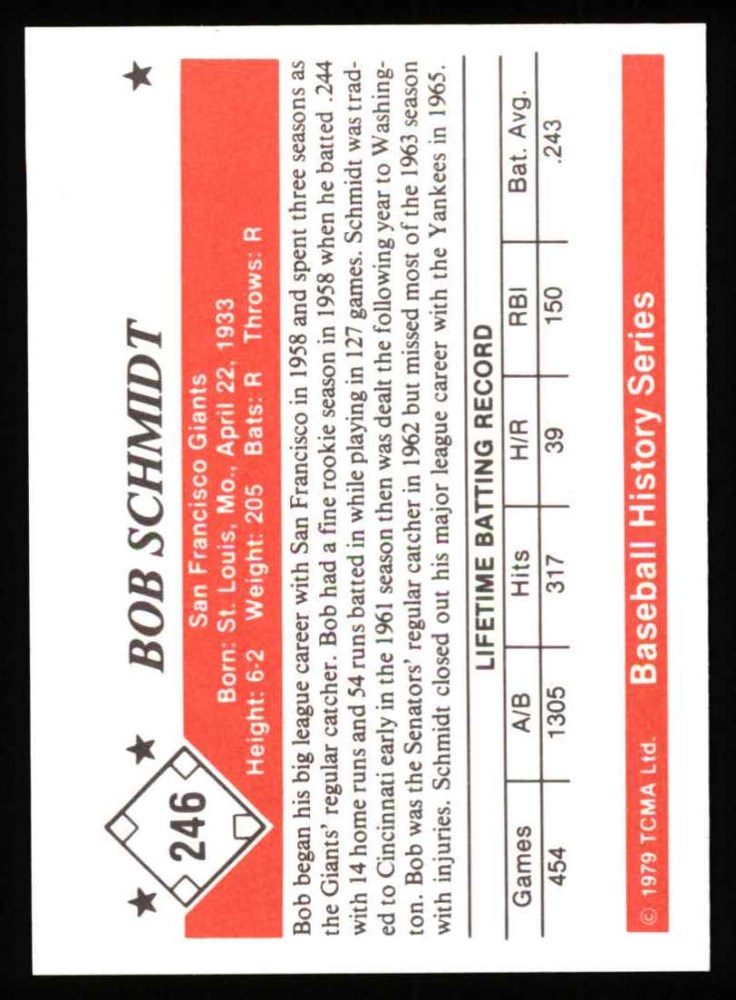 246
BOB SCHMIDT
San Francisco Giants
Born: St. Louis, Mo., April 22, 1933
Height: 6-2 Weight: 205 Bats: R Throws: R
Bob began his big league career with San Francisco in 1958 and spent three seasons as
the Giants' regular catcher. Bob had a fine rookie season in 1958 when he batted .244
with 14 home runs and 54 runs batted in while playing in 127 games. Schmidt was trad-
ed to Cincinnati early in the 1961 season then was dealt the following year to Washing-
ton. Bob was the Senators' regular catcher in 1962 but missed most of the 1963 season
with injuries. Schmidt closed out his major league career with the Yankees in 1965.
LIFETIME BATTING RECORD
Games A/B Hits H/R RBI Bat. Avg.
454 1305 317 39 150 .243
© 1979 TCMA Ltd. Baseball History Series